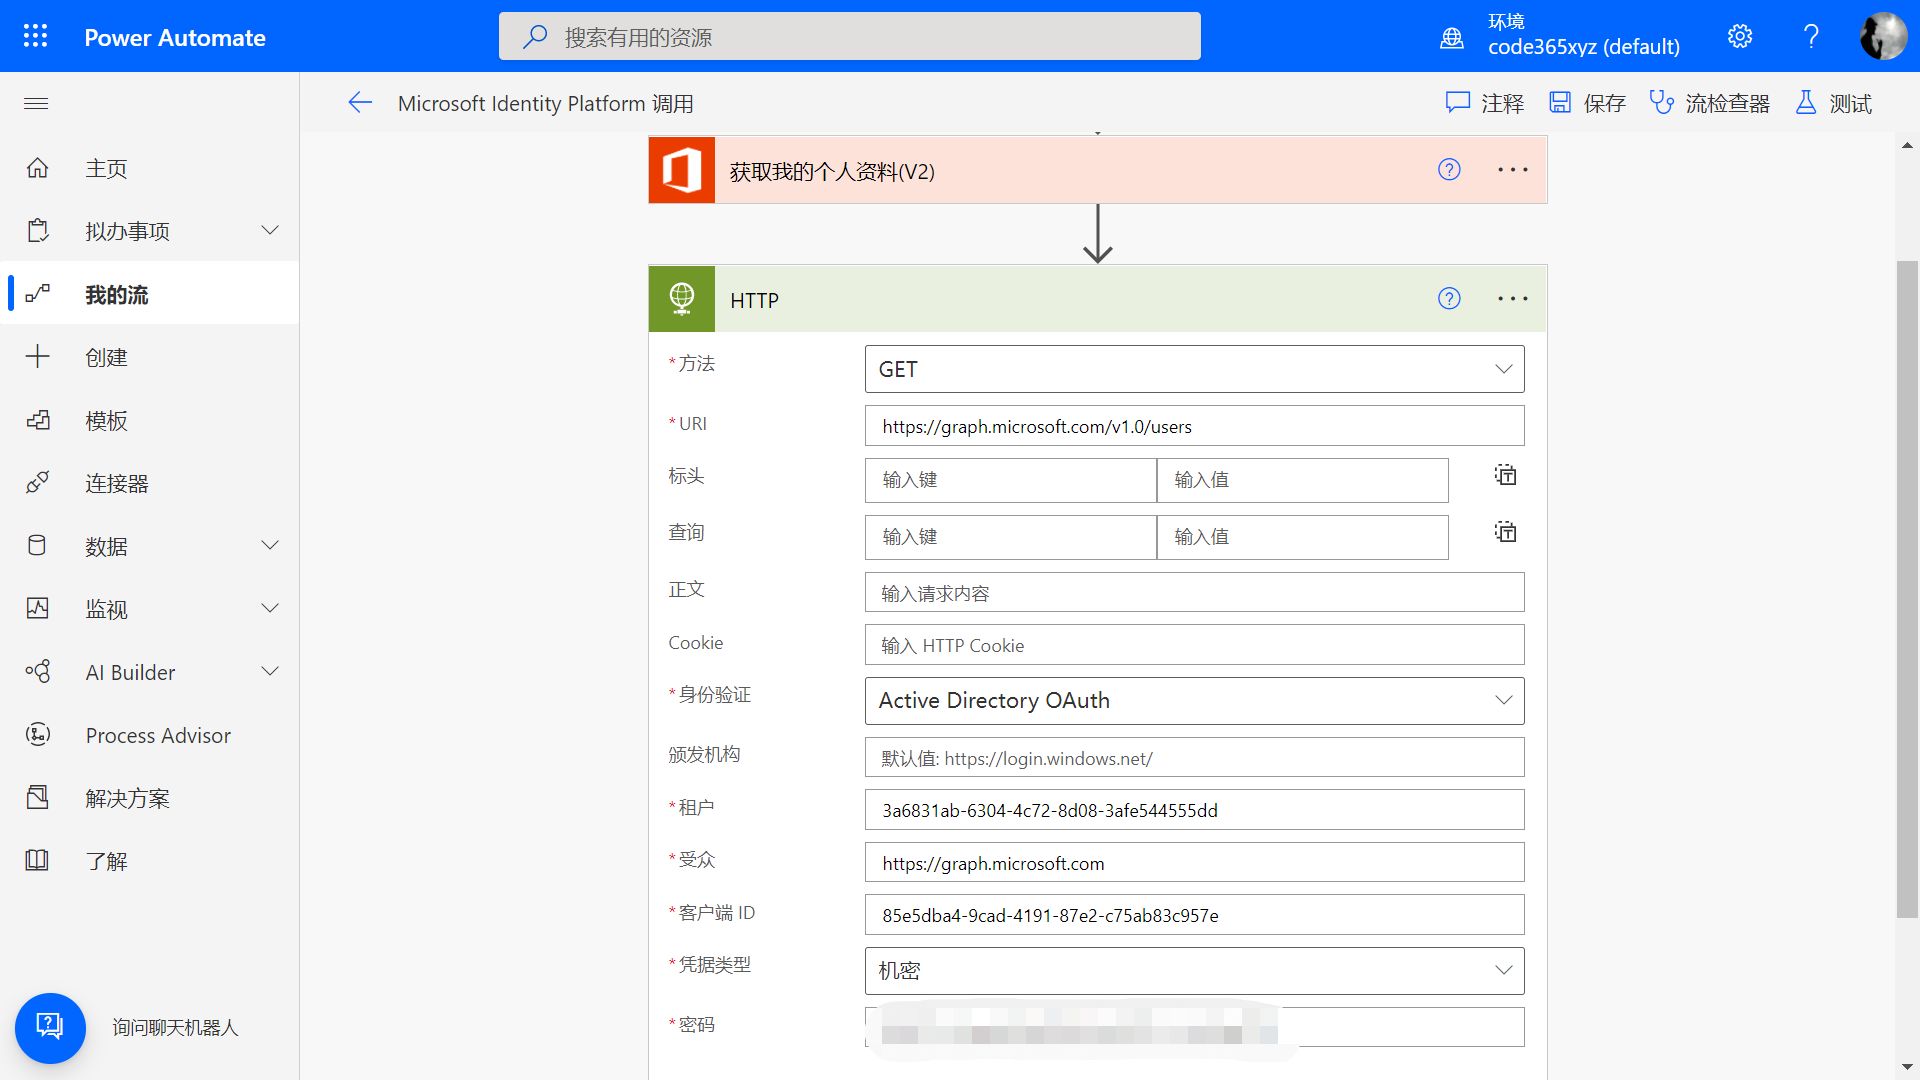 Power Automate
搜索有用的资源
环境
code365xyz (default)
Microsoft Identity Platform 调用
注释
保存
流检查器
测试
主页
拟办事项
我的流
创建
模板
连接器
数据
监视
AI Builder
Process Advisor
解决方案
了解
询问聊天机器人
获取我的个人资料(V2)
HTTP
* 方法
GET
* URI
https://graph.microsoft.com/v1.0/users
标头
输入键
输入值
查询
输入键
输入值
正文
输入请求内容
Cookie
输入 HTTP Cookie
* 身份验证
Active Directory OAuth
颁发机构
默认值: https://login.windows.net/
* 租户
3a6831ab-6304-4c72-8d08-3afe544555dd
* 受众
https://graph.microsoft.com
* 客户端 ID
85e5dba4-9cad-4191-87e2-c75ab83c957e
* 凭据类型
机密
* 密码